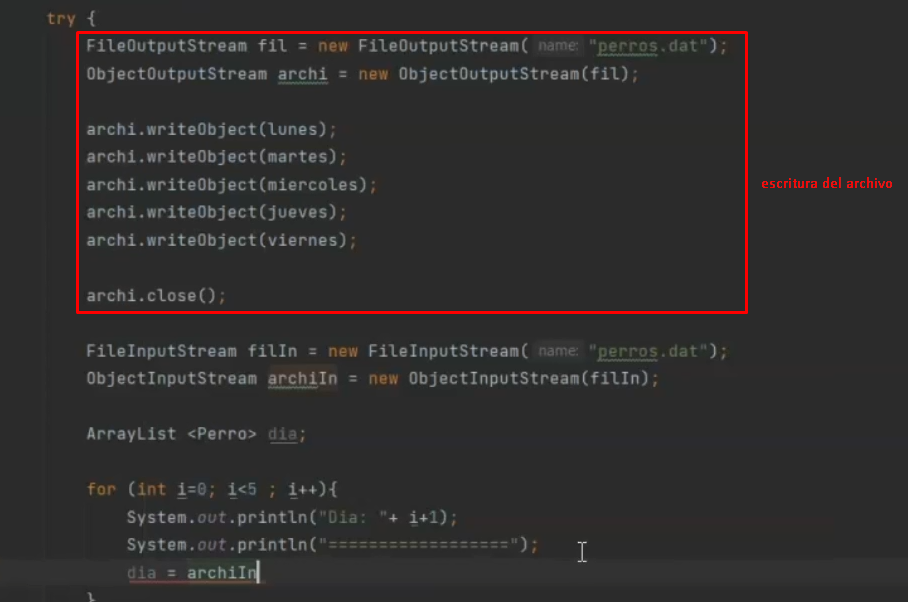 try {
FileOutputStream fil = new FileOutputStream( name: "perros.dat");
ObjectOutputStream archi = new ObjectOutputStream(fil);
archi.writeObject(lunes);
archi.writeObject(martes);
archi.writeObject(miercoles);
escritura del archivo
archi.writeObject(jueves);
archi.writeObject(viernes);
archi.close();
FileInputStream filIn = new FileInputStream( name: "perros.dat");
ObjectInputStream archiIn = new ObjectInputStream(filIn);
ArrayList <Perro> dia;
for (int i=0; i<5 ; i++){
System.out.println("Dia: "+ i+1);
System.out.println("==================");
dia = archiIn
}